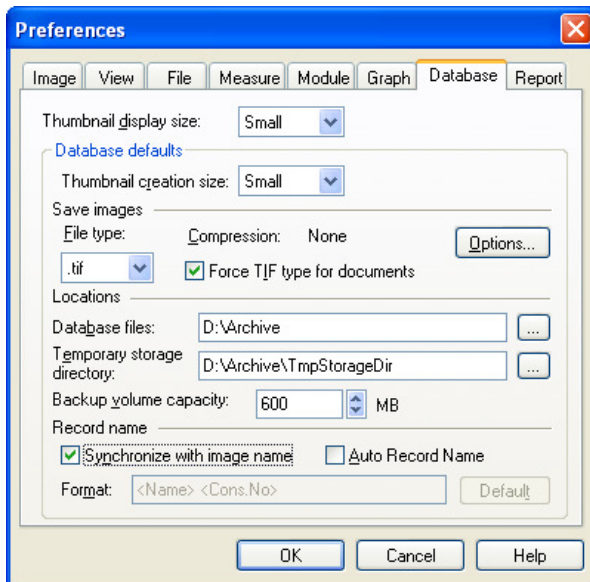 Preferences
Image View File Measure Module Graph Database Report
Thumbnail display size: Small
Database defaults
Thumbnail creation size: Small
Save images
File type: Compression: None Options...
.tif Force TIF type for documents
Locations
Database files: D:\Archive ...
Temporary storage
directory: D:\Archive\TmpStorageDir ...
Backup volume capacity: 600 MB
Record name
Synchronize with image name Auto Record Name
Format: <Name> <Cons.No> Default
OK Cancel Help